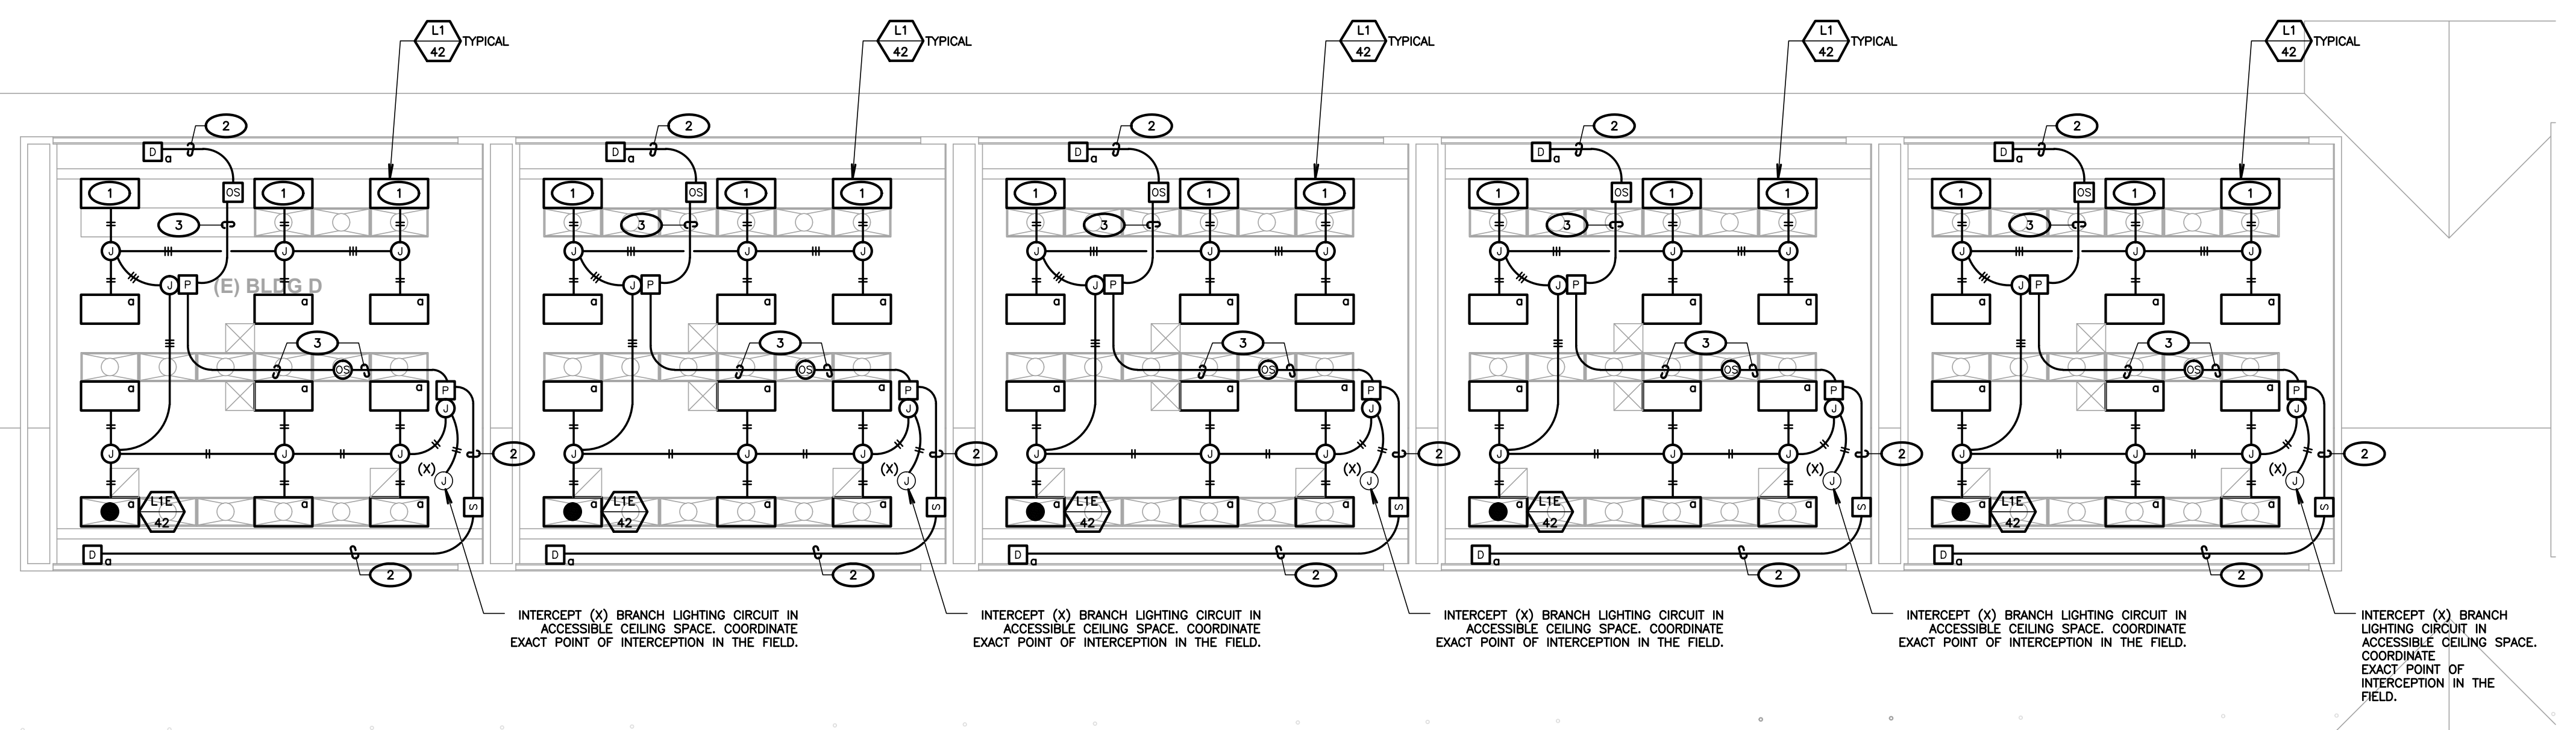 L1 L1 L1 L1 L1
TYPICAL TYPICAL TYPICAL TYPICAL TYPICAL
42 42 42 42 42
2 2 2 2 2
D a D a D a D a D a
1 OS 1 1 1 OS 1 1 1 OS 1 1 1 OS 1 1 1 OS 1 1
3 3 3 3 3
J J J J J J J J J J J J J J J
J P J P J P J P J P
(E) BLDG D
a a a a a a a a a a a a a a a
3 3 3 3 3
OS OS OS OS OS
a a P a a P a a P a a P a a P
J J J J J
J J J 2 J J J 2 J J J 2 J J J 2 J J J 2
(X) (X) (X) (X) (X)
J J J J J
a L1E a a S a L1E a a S a L1E a a S a L1E a a S a L1E a a S
42 42 42 42 42
D a D a D a D a D a
2 2 2 2 2
INTERCEPT (X) BRANCH LIGHTING CIRCUIT IN
ACCESSIBLE CEILING SPACE. COORDINATE
EXACT POINT OF INTERCEPTION IN THE FIELD.
INTERCEPT (X) BRANCH LIGHTING CIRCUIT IN
ACCESSIBLE CEILING SPACE. COORDINATE
EXACT POINT OF INTERCEPTION IN THE FIELD.
INTERCEPT (X) BRANCH LIGHTING CIRCUIT IN
ACCESSIBLE CEILING SPACE. COORDINATE
EXACT POINT OF INTERCEPTION IN THE FIELD.
INTERCEPT (X) BRANCH LIGHTING CIRCUIT IN
ACCESSIBLE CEILING SPACE. COORDINATE
EXACT POINT OF INTERCEPTION IN THE FIELD.
INTERCEPT (X) BRANCH
LIGHTING CIRCUIT IN
ACCESSIBLE CEILING SPACE.
COORDINATE
EXACT POINT OF
INTERCEPTION IN THE
FIELD.